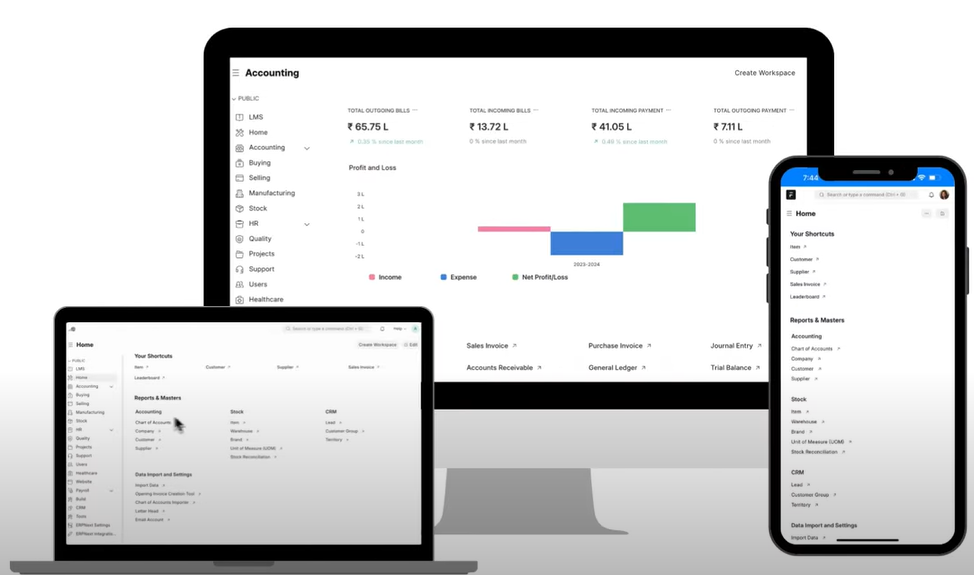 Accounting
Create Workspace
PUBLIC
LMS
Home
Accounting
Buying
Selling
Manufacturing
Stock
HR
Quality
Projects
Support
Users
Healthcare
TOTAL OUTGOING BILLS
₹ 65.75 L
0.35 % since last month
TOTAL INCOMING BILLS
₹ 13.72 L
0 % since last month
TOTAL INCOMING PAYMENT
₹ 41.05 L
0.46 % since last month
TOTAL OUTGOING PAYMENT
₹ 7.11 L
0 % since last month
Profit and Loss
3 L
2 L
1 L
0
-1 L
-2 L
2023-2024
Income
Expense
Net Profit/Loss
Sales Invoice
Purchase Invoice
Journal Entry
Accounts Receivable
General Ledger
Trial Balance
Search or type a command (Ctrl + G)
Help
Home
Create Workspace
Edit
PUBLIC
LMS
Home
Accounting
Buying
Selling
Manufacturing
Stock
HR
Quality
Projects
Support
Users
Healthcare
Website
Payroll
Build
CRM
Tools
ERPNext Settings
ERPNext Integratio...
Your Shortcuts
Item
Customer
Supplier
Sales Invoice
Leaderboard
Reports & Masters
Accounting
Chart of Accounts
Company
Customer
Supplier
Stock
Item
Warehouse
Brand
Unit of Measure (UOM)
Stock Reconciliation
CRM
Lead
Customer Group
Territory
Data Import and Settings
Import Data
Opening Invoice Creation Tool
Chart of Accounts Importer
Letter Head
Email Account
7:44
Search or type a command (Ctrl + G)
Home
Your Shortcuts
Item
Customer
Supplier
Sales Invoice
Leaderboard
Reports & Masters
Accounting
Chart of Accounts
Company
Customer
Supplier
Stock
Item
Warehouse
Brand
Unit of Measure (UOM)
Stock Reconciliation
CRM
Lead
Customer Group
Territory
Data Import and Settings
Import Data